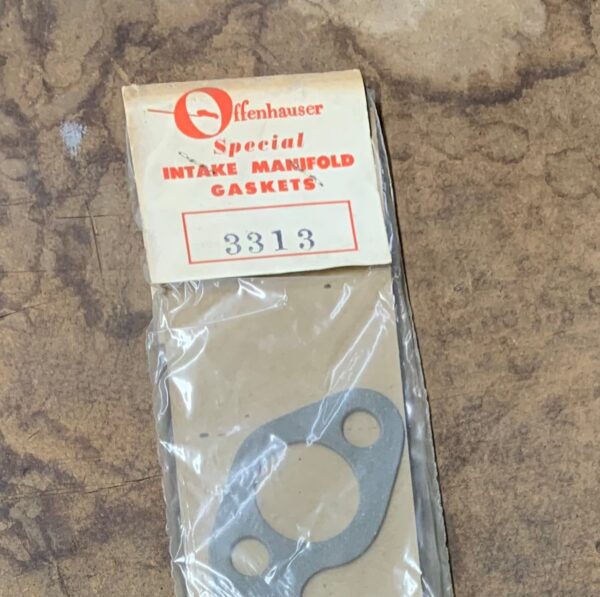 Offenhauser
Special
INTAKE MANIFOLD
GASKETS
3313